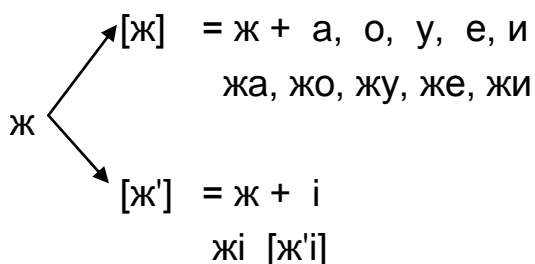 [ж] = ж + а, о, у, е, и
жа, жо, жу, же, жи
ж
[ж'] = ж + і
жі [ж'і]